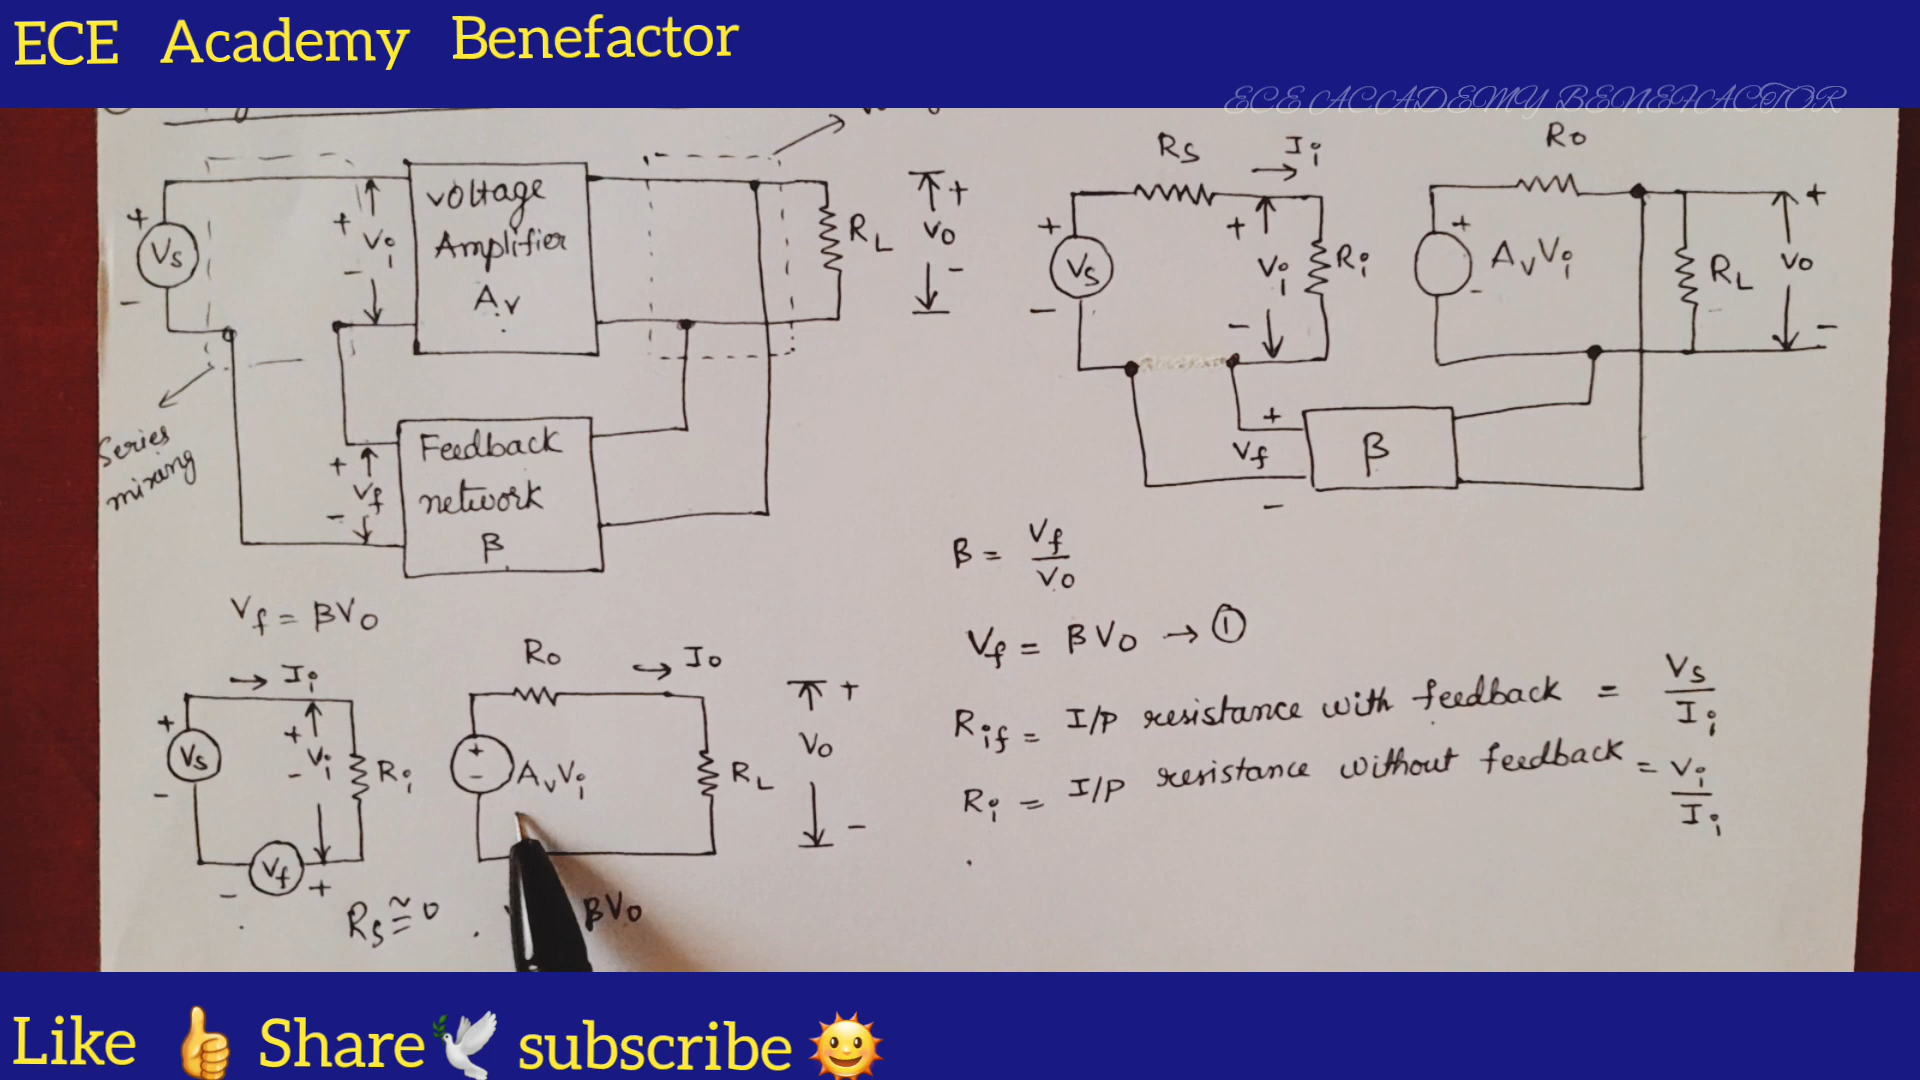 ECE Academy Benefactor
ECE ACCADEMY BENEFACTOR
+ Vs -
+ Vi -
voltage
Amplifier
Av
RL
+ Vo -
Series
mixing
+ Vf -
Feedback
network
β
Vf = βVo
Rs → Ii
+ Vs -
+ Vi - Ri
Ro
+ - AvVi
RL
+ Vo -
+ Vf -
β
β = Vf / Vo
Vf = βVo → ①
Rif = I/P resistance with feedback = Vs / Ii
Ri = I/P resistance without feedback = Vi / Ii
→ Ii
+ Vs -
+ - Vi Ri
- Vf +
Rs ≅ 0
Ro → Io
+ - AvVi
RL
+ Vo -
βVo
Like 👍 Share 🕊 subscribe 🌞